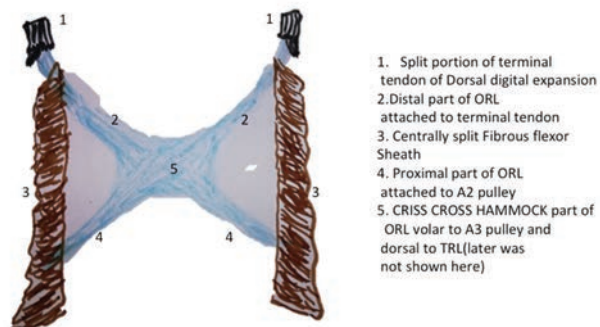 1
1
1. Split portion of terminal
tendon of Dorsal digital expansion
2.Distal part of ORL
attached to terminal tendon
3. Centrally split Fibrous flexor
Sheath
4. Proximal part of ORL
attached to A2 pulley
5. CRISS CROSS HAMMOCK part of
ORL volar to A3 pulley and
dorsal to TRL(later was
not shown here)
2
2
5
3
3
4
4